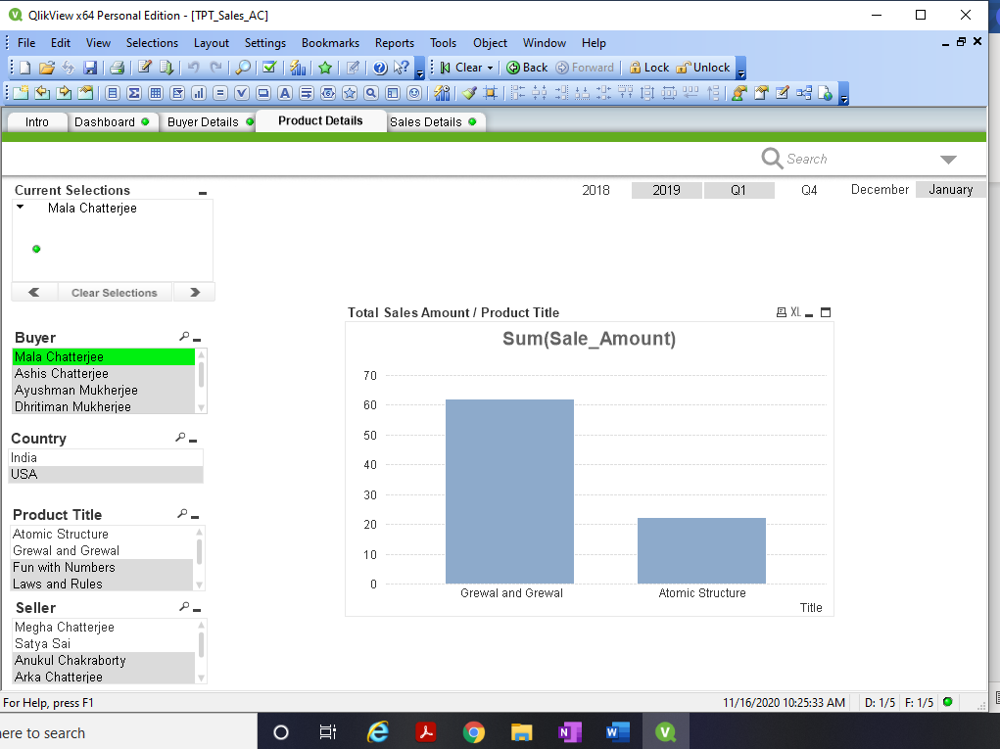 QlikView x64 Personal Edition - [TPT_Sales_AC]
File Edit View Selections Layout Settings Bookmarks Reports Tools Object Window Help
Clear Back Forward Lock Unlock
Intro Dashboard Buyer Details Product Details Sales Details
Search
Current Selections
Mala Chatterjee
Clear Selections
2018 2019 Q1 Q4 December January
Buyer
Mala Chatterjee
Ashis Chatterjee
Ayushman Mukherjee
Dhritiman Mukherjee
Country
India
USA
Product Title
Atomic Structure
Grewal and Grewal
Fun with Numbers
Laws and Rules
Seller
Megha Chatterjee
Satya Sai
Anukul Chakraborty
Arka Chatterjee
Total Sales Amount / Product Title XL
Sum(Sale_Amount)
70
60
50
40
30
20
10
0
Grewal and Grewal Atomic Structure
Title
For Help, press F1 11/16/2020 10:25:33 AM D: 1/5 F: 1/5
here to search